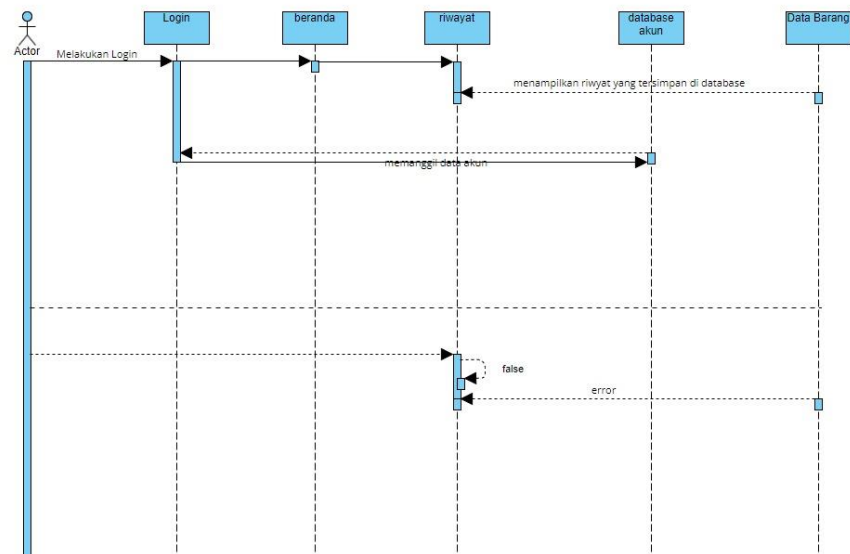 Actor
Login
beranda
riwayat
database
akun
Data Barang
Melakukan Login
menampilkan riwyat yang tersimpan di database
memanggil data akun
false
error